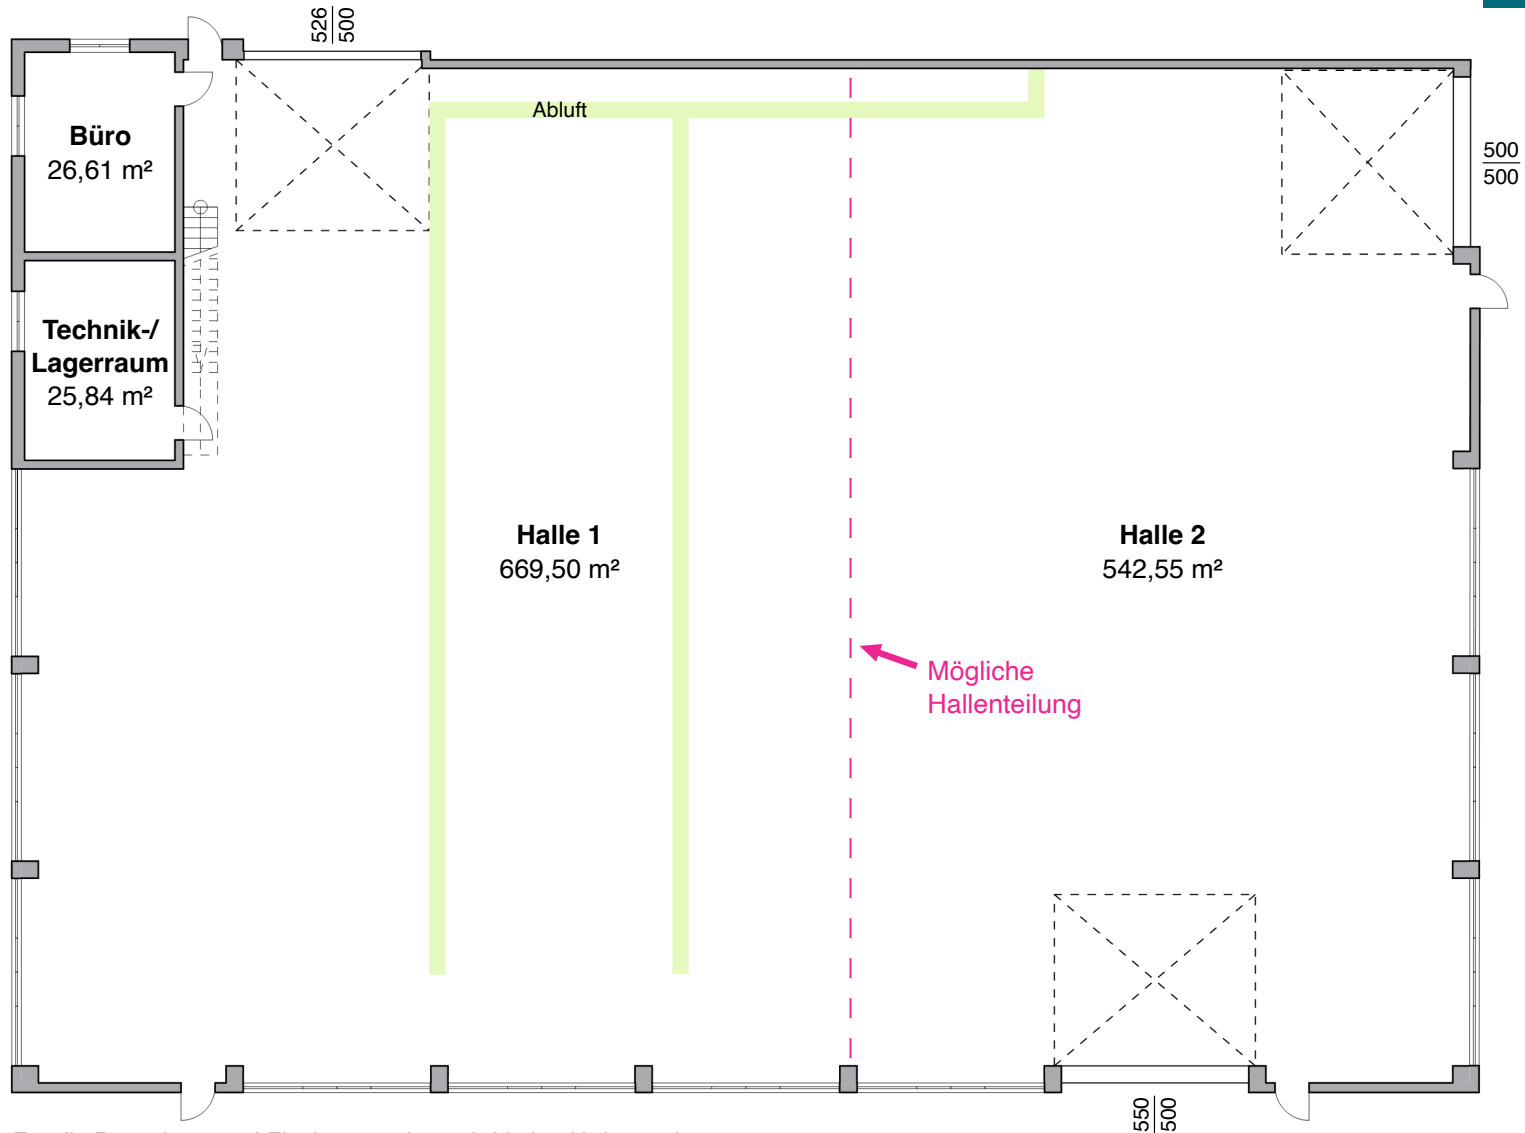 526
500
Abluft
Büro
26,61 m²
500
500
Technik-/
Lagerraum
25,84 m²
Halle 1
669,50 m²
Halle 2
542,55 m²
Mögliche
Hallenteilung
550
500